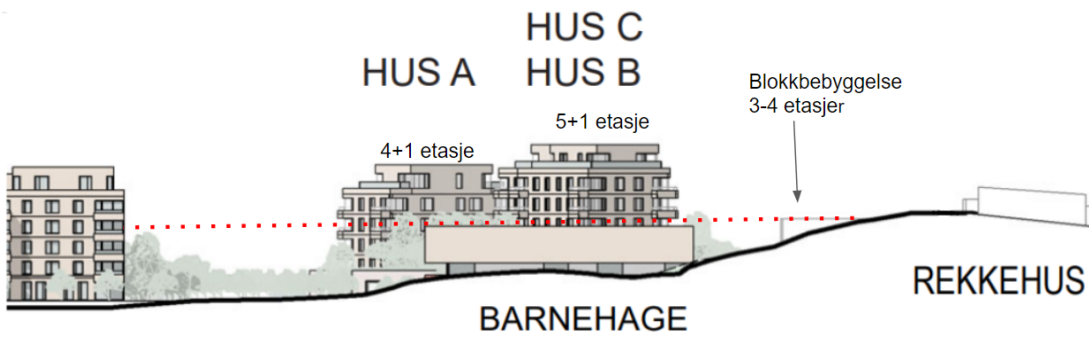 HUS C
HUS A
HUS B
Blokkbebyggelse
3-4 etasjer
5+1 etasje
4+1 etasje
REKKEHUS
BARNEHAGE